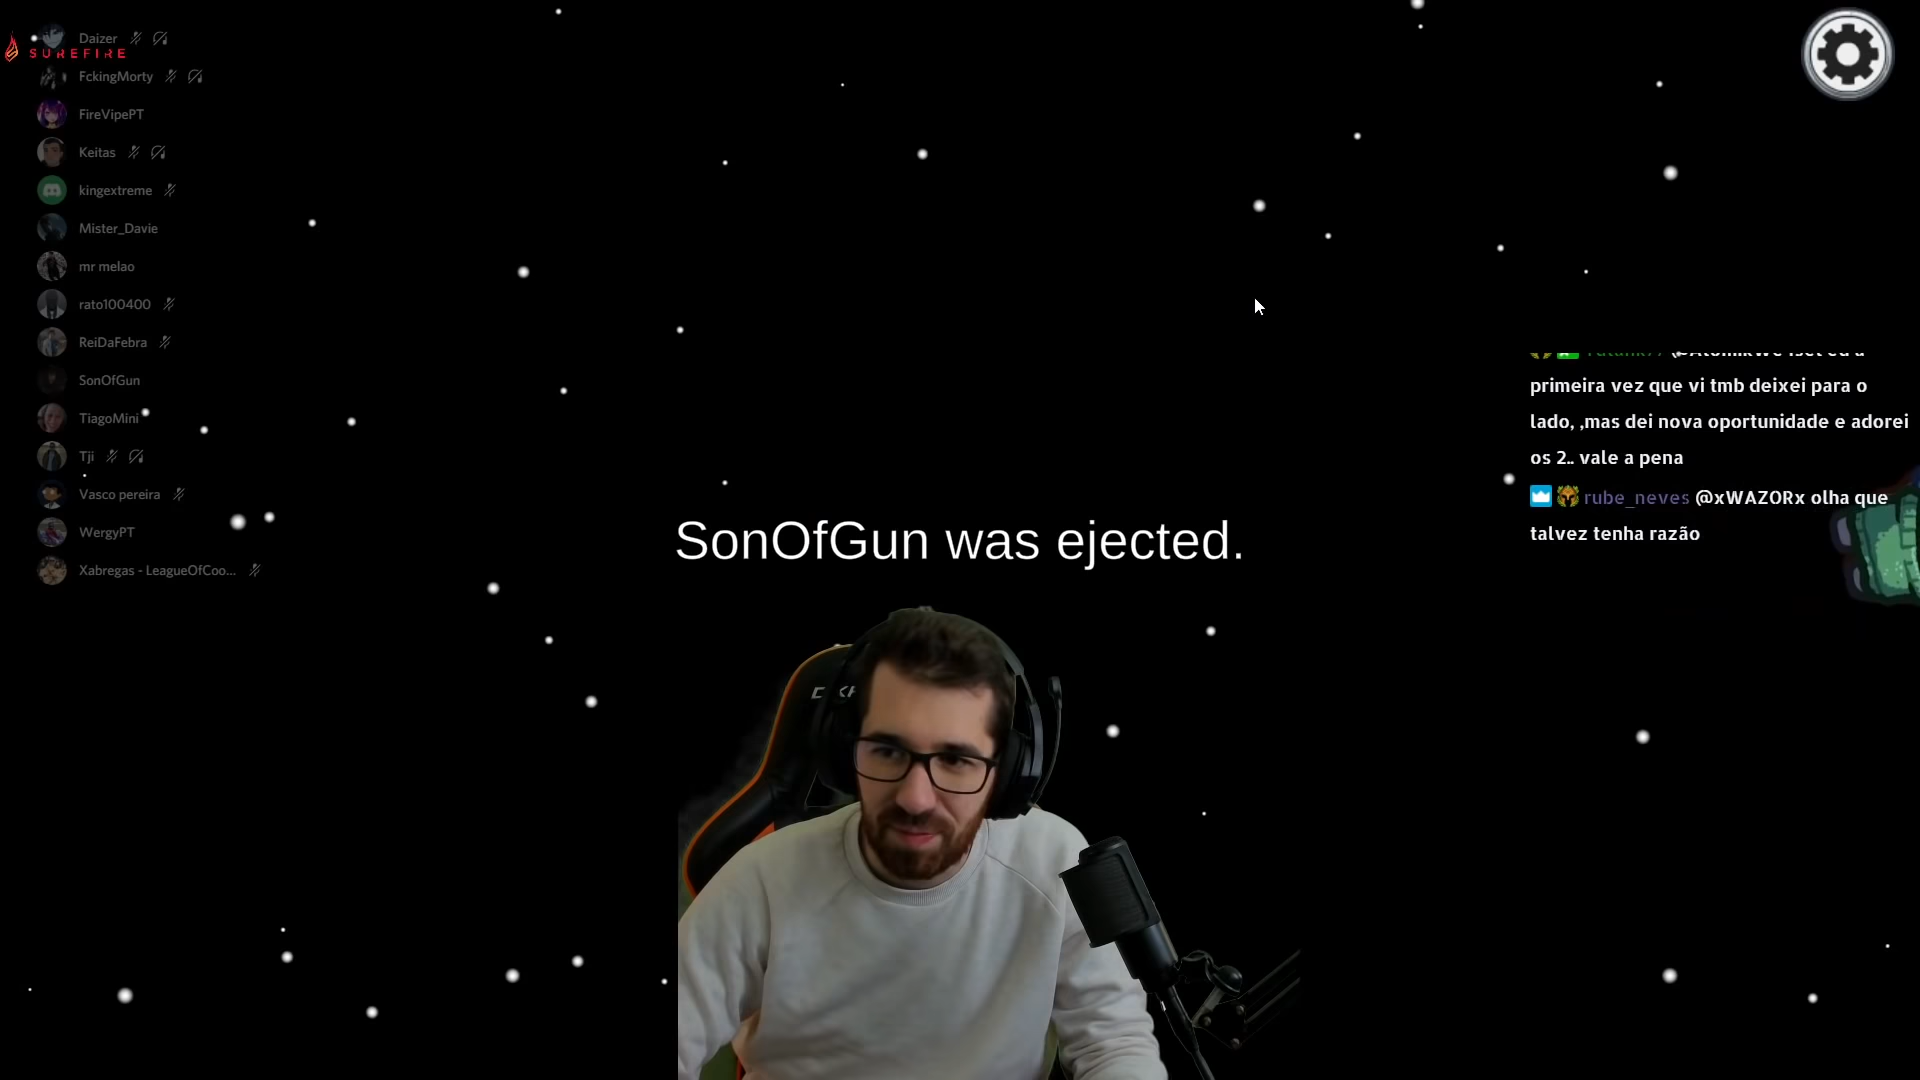 Daizer
SUREFIRE
FckingMorty
FireVipePT
Keitas
kingextreme
Mister_Davie
mr melao
rato100400
ReiDaFebra
SonOfGun
TiagoMini
Tji
Vasco pereira
WergyPT
Xabregas - LeagueOfCoo...
primeira vez que vi tmb deixei para o
lado, ,mas dei nova oportunidade e adorei
os 2.. vale a pena
rube_neves @xWAZORx olha que
talvez tenha razão
SonOfGun was ejected.